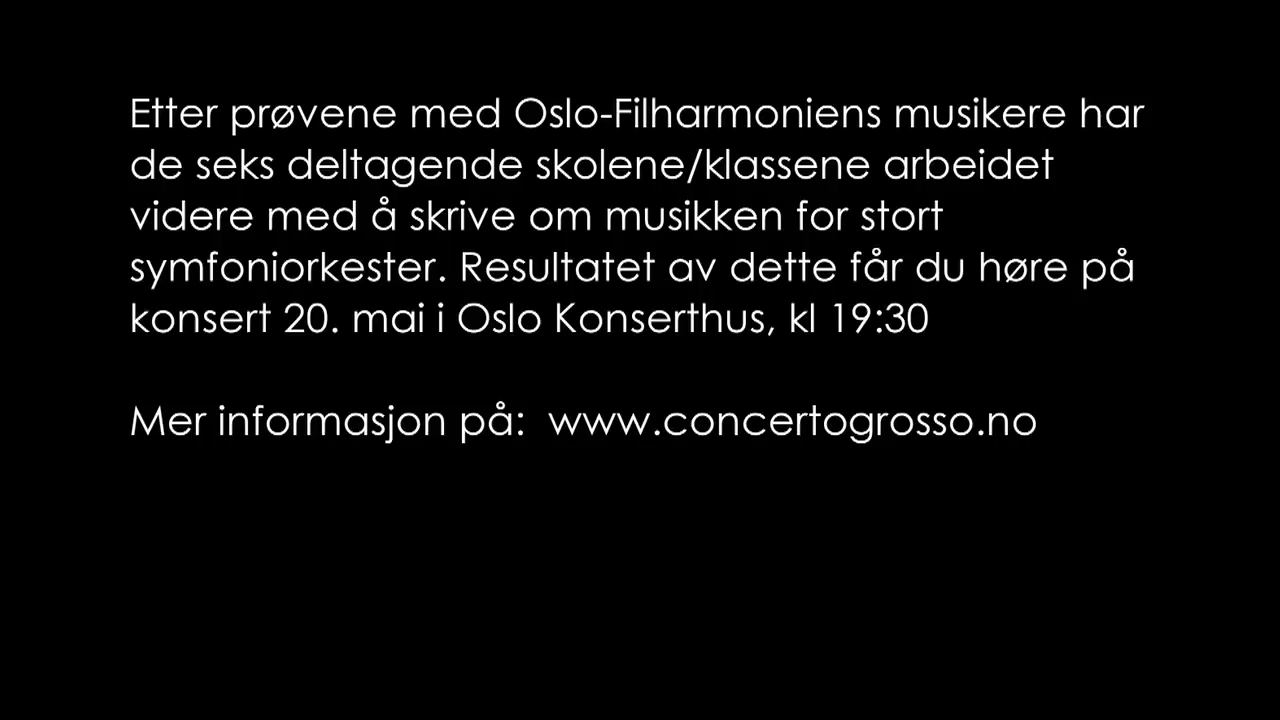 Etter prøvene med Oslo-Filharmoniens musikere har
de seks deltagende skolene/klassene arbeidet
videre med å skrive om musikken for stort
symfoniorkester. Resultatet av dette får du høre på
konsert 20. mai i Oslo Konserthus, kl 19:30
Mer informasjon på:  www.concertogrosso.no